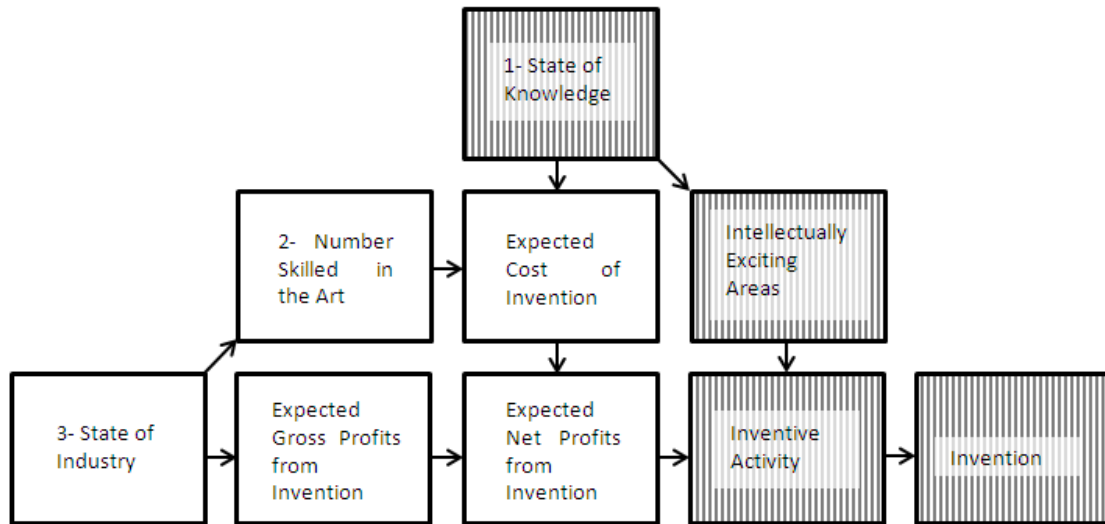 1- State of
Knowledge
2- Number
Skilled in
the Art
Expected
Cost of
Invention
Intellectually
Exciting
Areas
3- State of
Industry
Expected
Gross Profits
from
Invention
Expected
Net Profits
from
Invention
Inventive
Activity
Invention